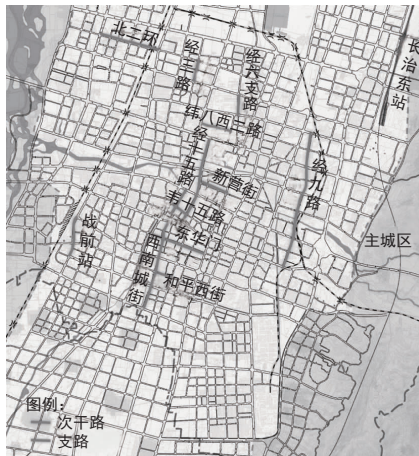 北二环
经三路
经六支路
长治东站
纬八西二路
经十五路
经九路
新营街
韦十五路
东华门
战前站
西南城街
和平西街
主城区
图例：
次干路
支路